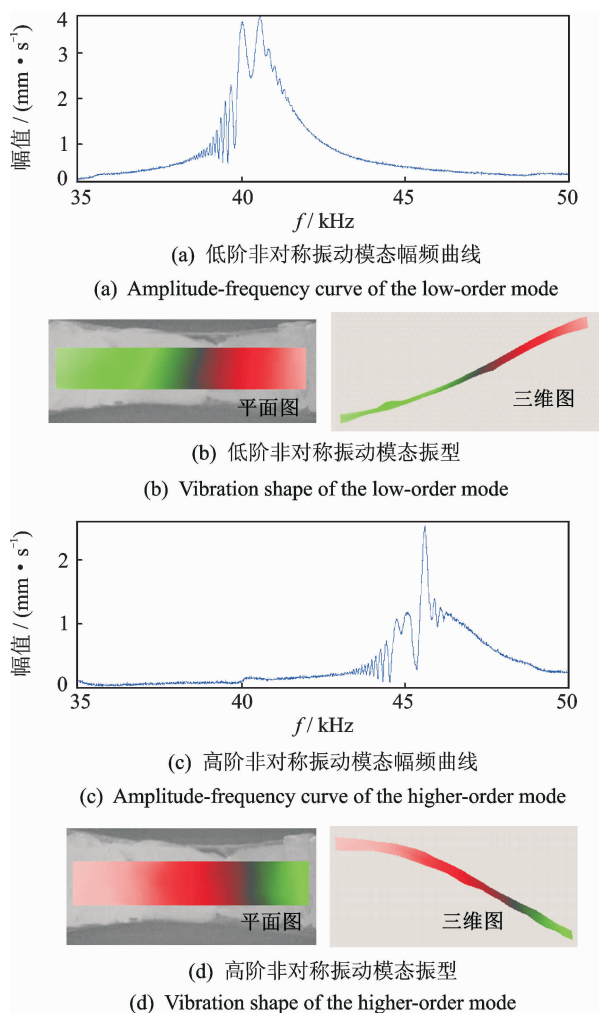 4
3
2
1
0
幅值 / (mm·s⁻¹)
35 40 45 50
f / kHz
(a) 低阶非对称振动模态幅频曲线
(a) Amplitude-frequency curve of the low-order mode
平面图
三维图
(b) 低阶非对称振动模态振型
(b) Vibration shape of the low-order mode
2
1
0
幅值 / (mm·s⁻¹)
35 40 45 50
f / kHz
(c) 高阶非对称振动模态幅频曲线
(c) Amplitude-frequency curve of the higher-order mode
平面图
三维图
(d) 高阶非对称振动模态振型
(d) Vibration shape of the higher-order mode